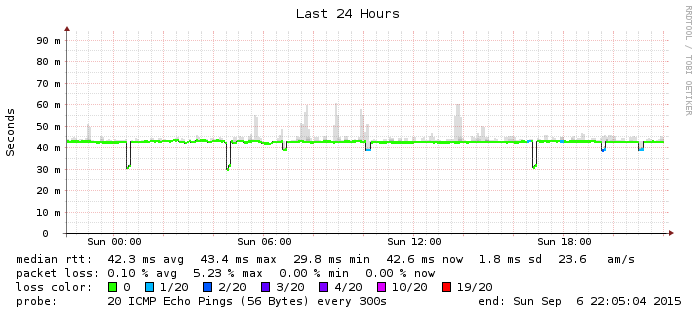 Last 24 Hours
RRDTOOL / TOBI OETIKER
Seconds
90 m
80 m
70 m
60 m
50 m
40 m
30 m
20 m
10 m
0
Sun 00:00 Sun 06:00 Sun 12:00 Sun 18:00
median rtt: 42.3 ms avg 43.4 ms max 29.8 ms min 42.6 ms now 1.8 ms sd 23.6 am/s
packet loss: 0.10 % avg 5.23 % max 0.00 % min 0.00 % now
loss color: 0 1/20 2/20 3/20 4/20 10/20 19/20
probe: 20 ICMP Echo Pings (56 Bytes) every 300s end: Sun Sep 6 22:05:04 2015